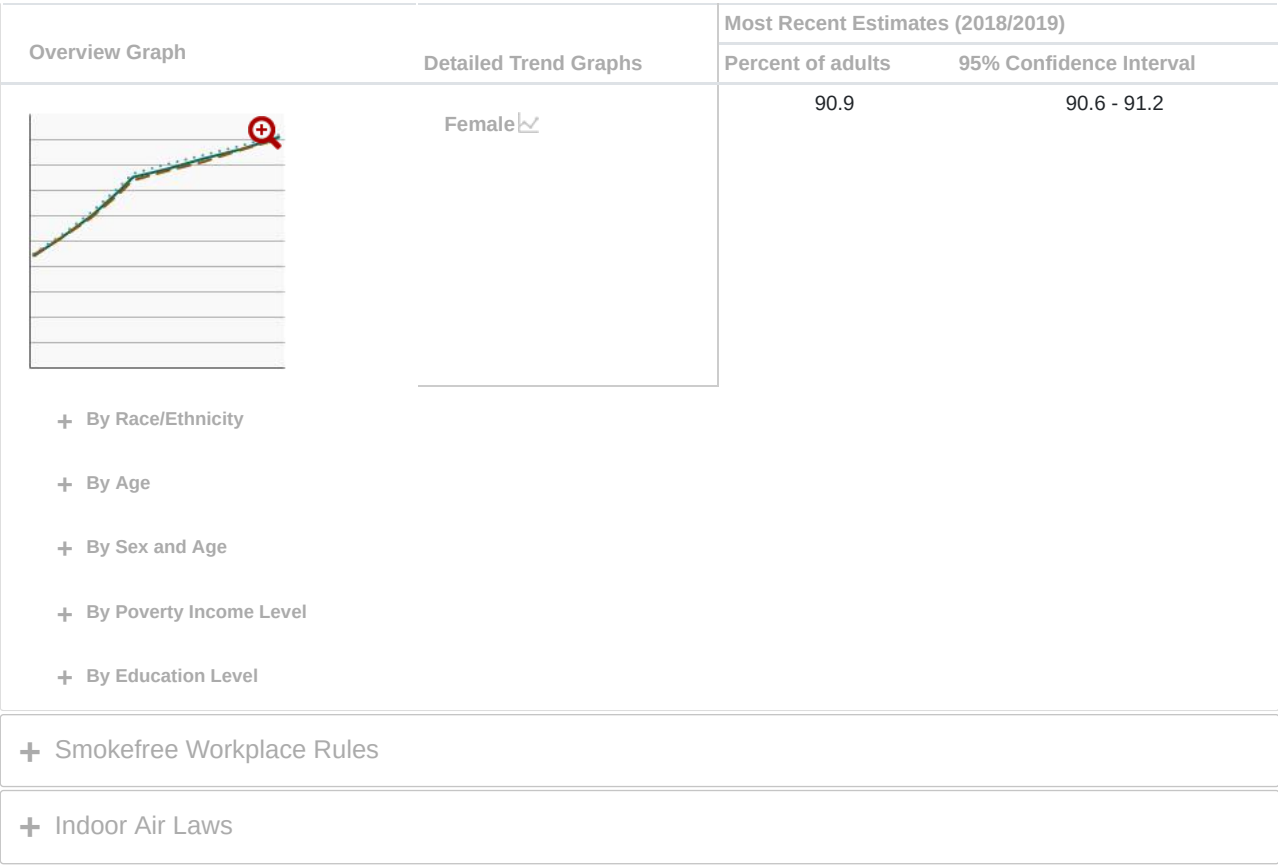 Overview Graph
Detailed Trend Graphs
Most Recent Estimates (2018/2019)
Percent of adults
95% Confidence Interval
Female
90.9
90.6 - 91.2
+ By Race/Ethnicity
+ By Age
+ By Sex and Age
+ By Poverty Income Level
+ By Education Level
+ Smokefree Workplace Rules
+ Indoor Air Laws